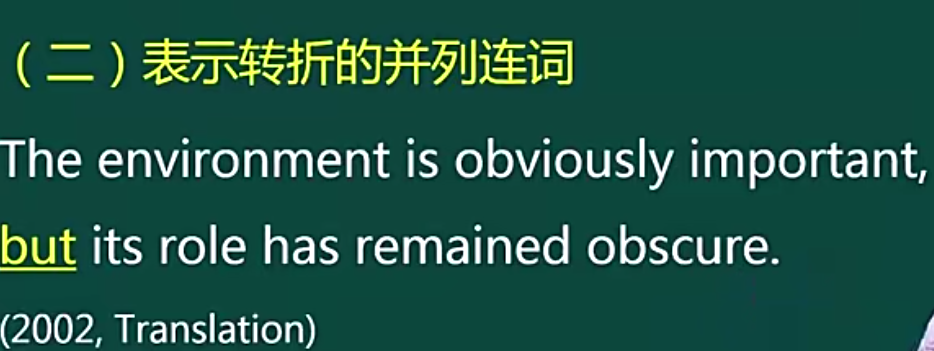 （二）表示转折的并列连词
The environment is obviously important,
but its role has remained obscure.
(2002, Translation)